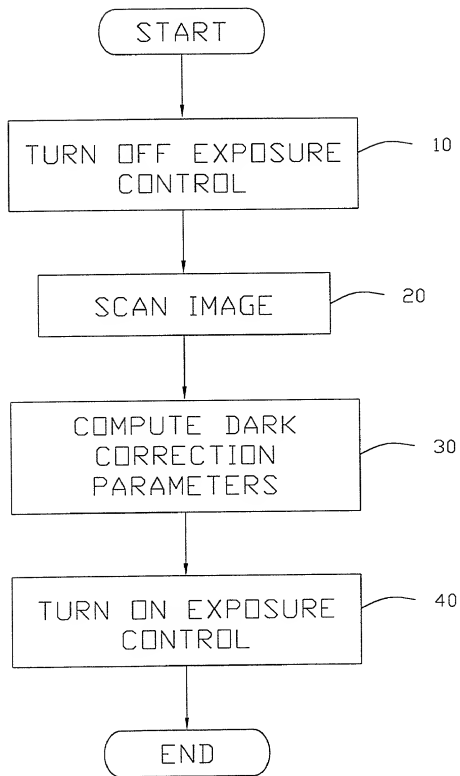 START
TURN OFF EXPOSURE
CONTROL
10
SCAN IMAGE
20
COMPUTE DARK
CORRECTION
PARAMETERS
30
TURN ON EXPOSURE
CONTROL
40
END